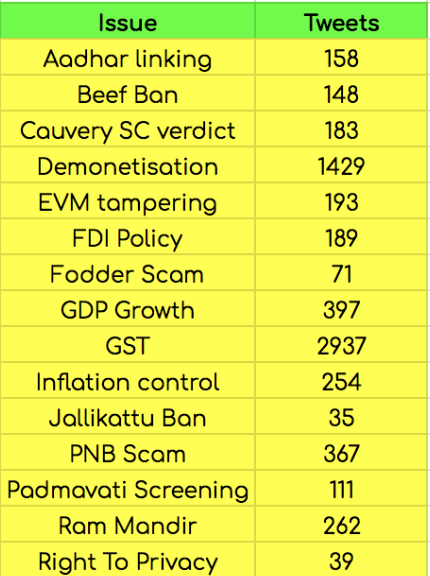 Issue Tweets
Aadhar linking 158
Beef Ban 148
Cauvery SC verdict 183
Demonetisation 1429
EVM tampering 193
FDI Policy 189
Fodder Scam 71
GDP Growth 397
GST 2937
Inflation control 254
Jallikattu Ban 35
PNB Scam 367
Padmavati Screening 111
Ram Mandir 262
Right To Privacy 39